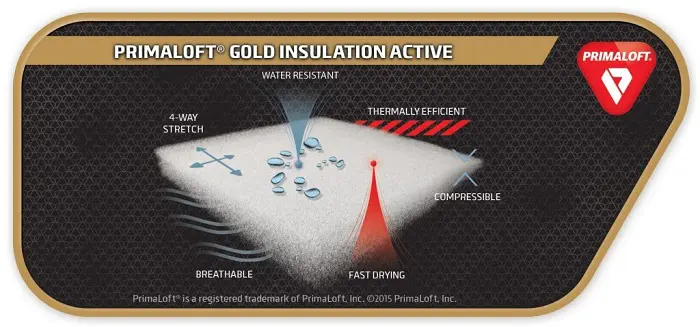 PRIMALOFT® GOLD INSULATION ACTIVE
PRIMALOFT®
WATER RESISTANT
THERMALLY EFFICIENT
4-WAY
STRETCH
COMPRESSIBLE
BREATHABLE
FAST DRYING
PrimaLoft® is a registered trademark of PrimaLoft, Inc. ©2015 PrimaLoft, Inc.